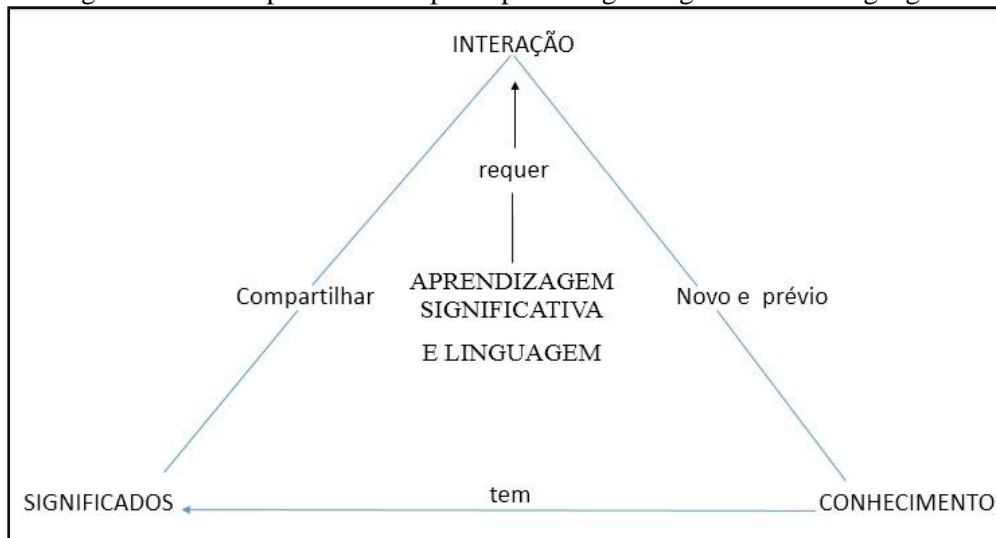 INTERAÇÃO
requer
Compartilhar
APRENDIZAGEM
SIGNIFICATIVA
E LINGUAGEM
Novo e prévio
SIGNIFICADOS
tem
CONHECIMENTO